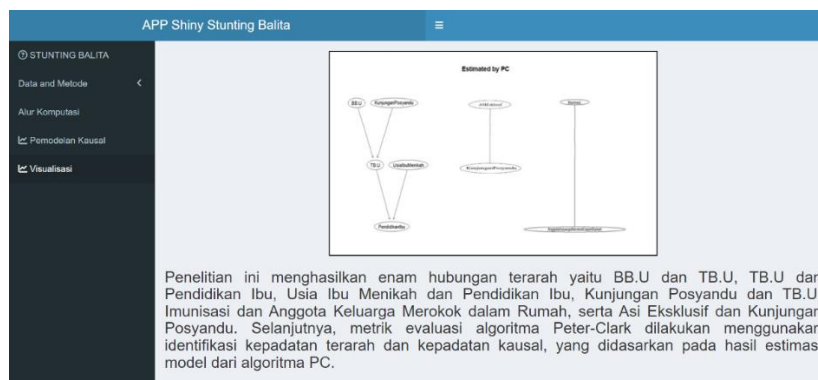 APP Shiny Stunting Balita
STUNTING BALITA
Data and Metode
Alur Komputasi
Pemodelan Kausal
Visualisasi
Estimated by PC
BB.U
KunjunganPosyandu
TB.U
UsiaIbuMenikah
PendidikanIbu
Penelitian ini menghasilkan enam hubungan terarah yaitu BB.U dan TB.U, TB.U dan
Pendidikan Ibu, Usia Ibu Menikah dan Pendidikan Ibu, Kunjungan Posyandu dan TB.U
Imunisasi dan Anggota Keluarga Merokok dalam Rumah, serta Asi Eksklusif dan Kunjungan
Posyandu. Selanjutnya, metrik evaluasi algoritma Peter-Clark dilakukan menggunakan
identifikasi kepadatan terarah dan kepadatan kausal, yang didasarkan pada hasil estimas
model dari algoritma PC.